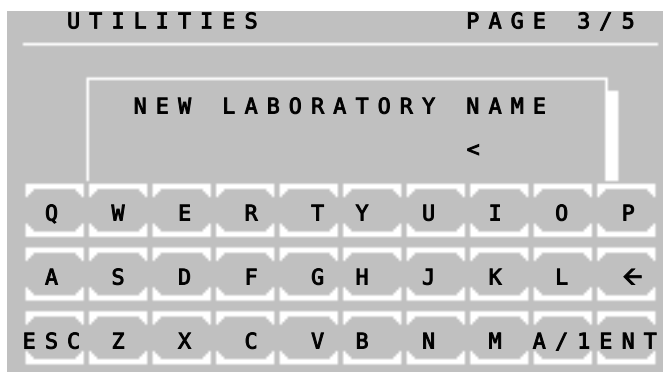 UTILITIES PAGE 3/5
NEW LABORATORY NAME
<
Q W E R T Y U I O P
A S D F G H J K L ←
ESC Z X C V B N M A/1 ENT